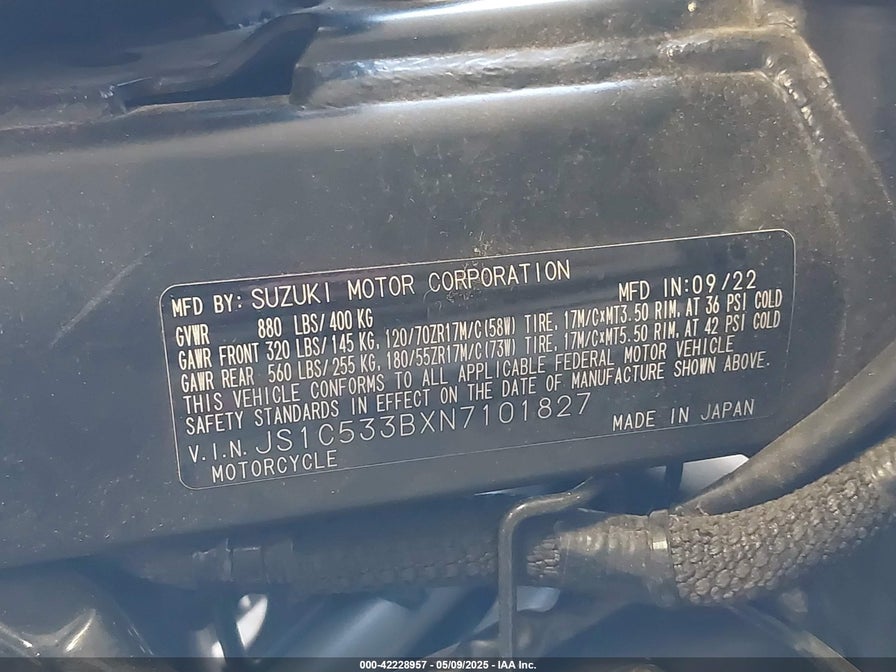 MFD BY: SUZUKI MOTOR CORPORATION MFD IN:09/22
GVWR 880 LBS/ 400 KG
GAWR FRONT 320 LBS/ 145 KG, 120/70ZR17M/C(58W) TIRE, 17M/C×MT3.50 RIM, AT 36 PSI COLD
GAWR REAR 560 LBS/ 255 KG, 180/55ZR17M/C(73W) TIRE, 17M/C×MT5.50 RIM, AT 42 PSI COLD
THIS VEHICLE CONFORMS TO ALL APPLICABLE FEDERAL MOTOR VEHICLE
SAFETY STANDARDS IN EFFECT ON THE DATE OF MANUFACTURE SHOWN ABOVE.
V.I.N. JS1C533BXN7101827 MADE IN JAPAN
MOTORCYCLE
000-42228957 | 05/09/2025 - IAA Inc.